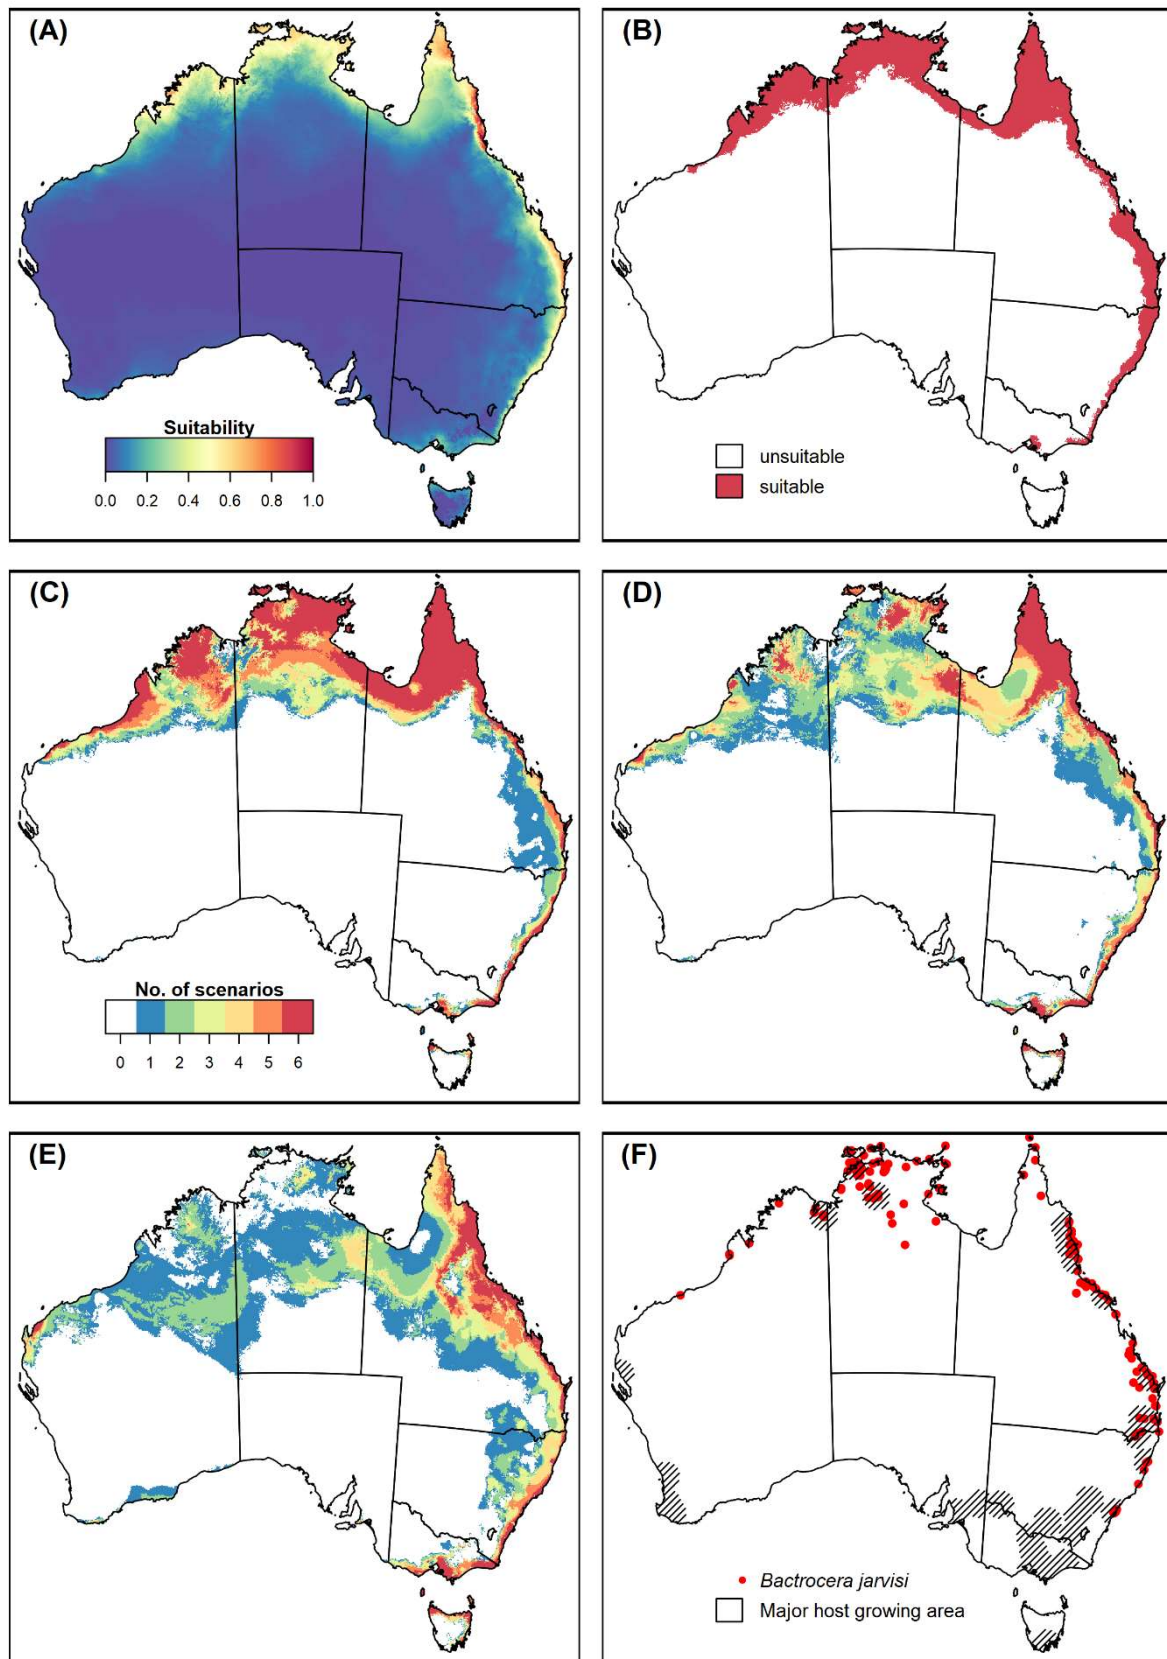 (A)
Suitability
0.0 0.2 0.4 0.6 0.8 1.0
(B)
unsuitable
suitable
(C)
No. of scenarios
0 1 2 3 4 5 6
(D)
(E)
(F)
Bactrocera jarvisi
Major host growing area